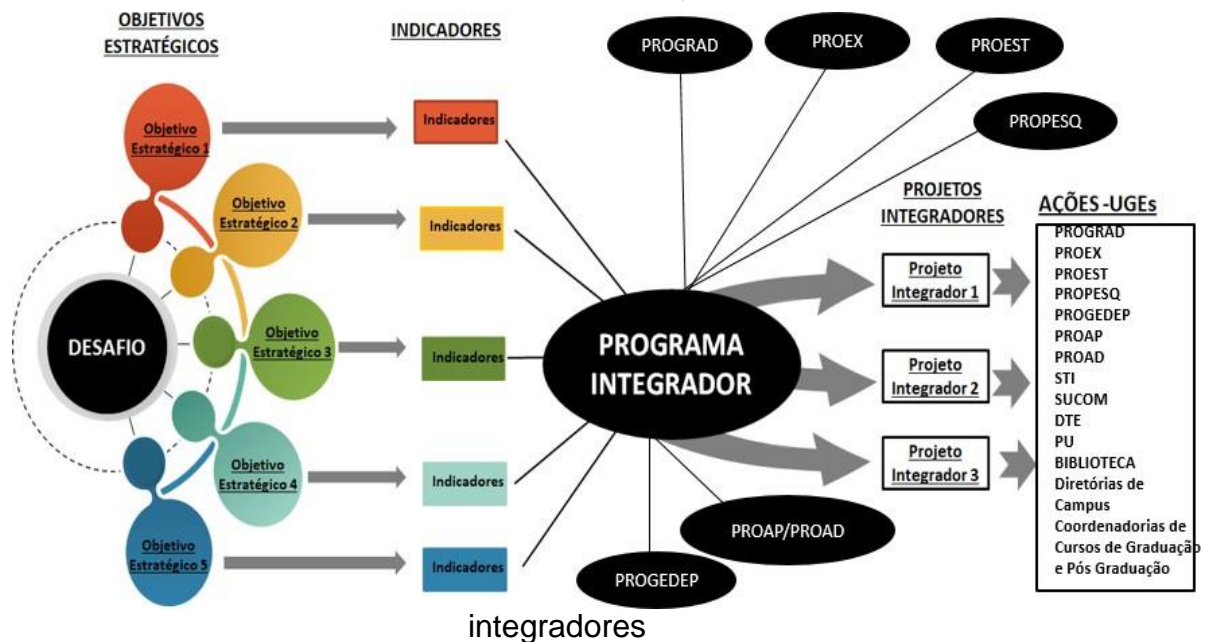 OBJETIVOS
ESTRATÉGICOS
INDICADORES
PROGRAD
PROEX
PROEST
PROPESQ
Objetivo
Estratégico 1
Indicadores
Objetivo
Estratégico 2
Indicadores
DESAFIO
Objetivo
Estratégico 3
Indicadores
Objetivo
Estratégico 4
Indicadores
Objetivo
Estratégico 5
Indicadores
PROGRAMA
INTEGRADOR
PROAP/PROAD
PROGEDEP
PROJETOS
INTEGRADORES
Projeto
Integrador 1
Projeto
Integrador 2
Projeto
Integrador 3
AÇÕES -UGEs
PROGRAD
PROEX
PROEST
PROPESQ
PROGEDEP
PROAP
PROAD
STI
SUCOM
DTE
PU
BIBLIOTECA
Diretórias de
Campus
Coordenadorias de
Cursos de Graduação
e Pós Graduação
integradores